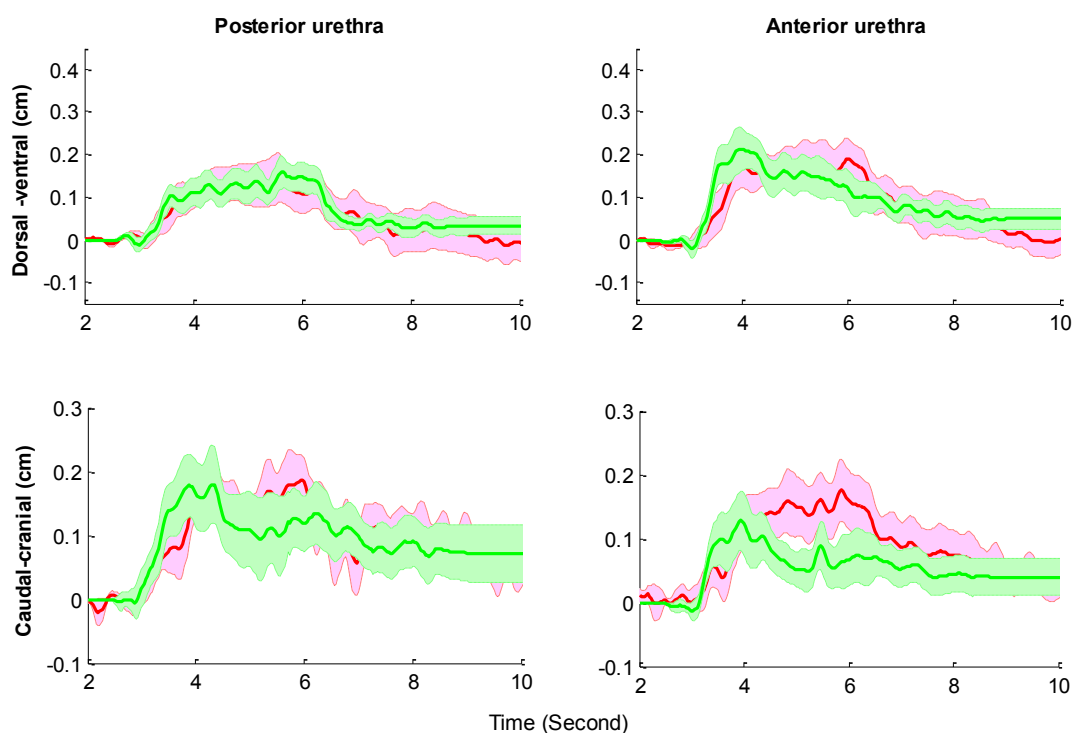 Posterior urethra
Anterior urethra
Dorsal -ventral (cm)
0.4
0.3
0.2
0.1
0
-0.1
2 4 6 8 10
0.4
0.3
0.2
0.1
0
-0.1
2 4 6 8 10
Caudal-cranial (cm)
0.3
0.2
0.1
0
-0.1
2 4 6 8 10
0.3
0.2
0.1
0
-0.1
2 4 6 8 10
Time (Second)